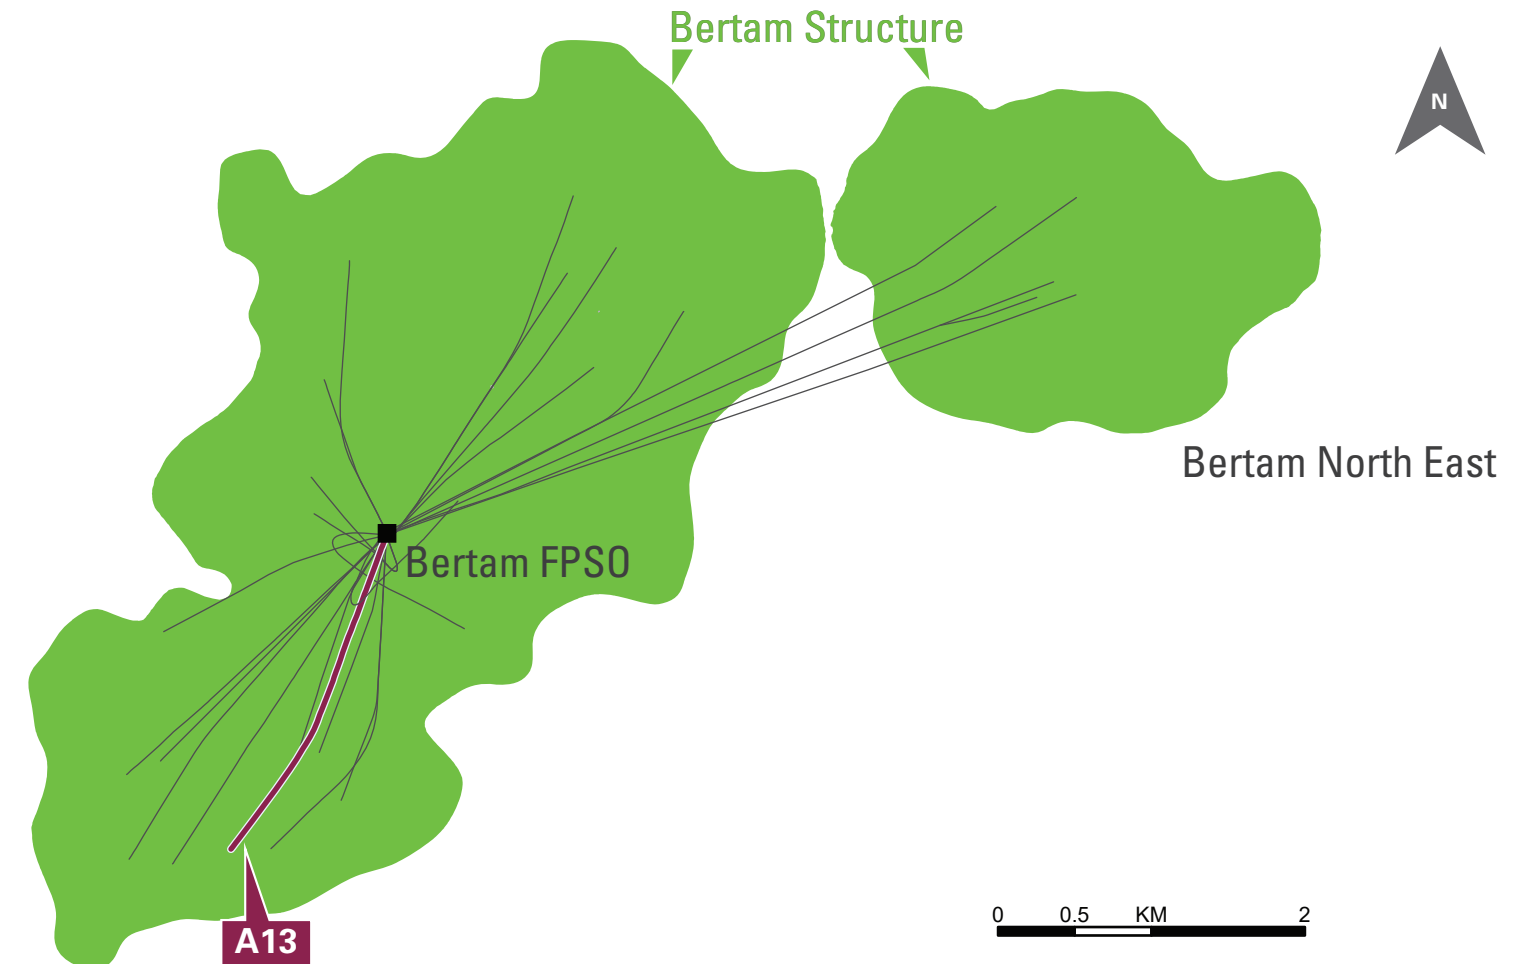 Bertam Structure
N
Bertam North East
Bertam FPSO
0 0.5 KM 2
A13